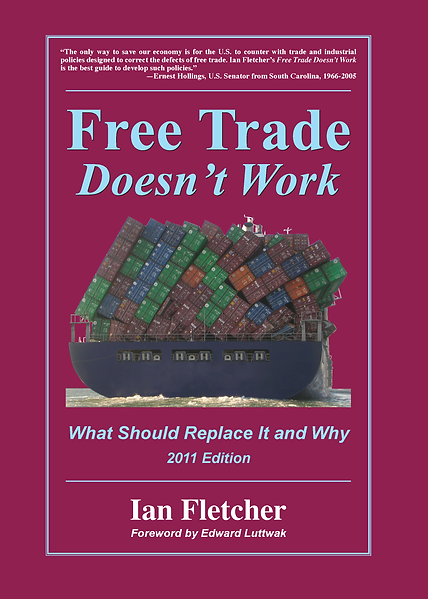 “The only way to save our economy is for the U.S. to counter with trade and industrial
policies designed to correct the defects of free trade. Ian Fletcher's Free Trade Doesn't Work
is the best guide to develop such policies.”
—Ernest Hollings, U.S. Senator from South Carolina, 1966-2005
Free Trade
Doesn't Work
What Should Replace It and Why
2011 Edition
Ian Fletcher
Foreword by Edward Luttwak